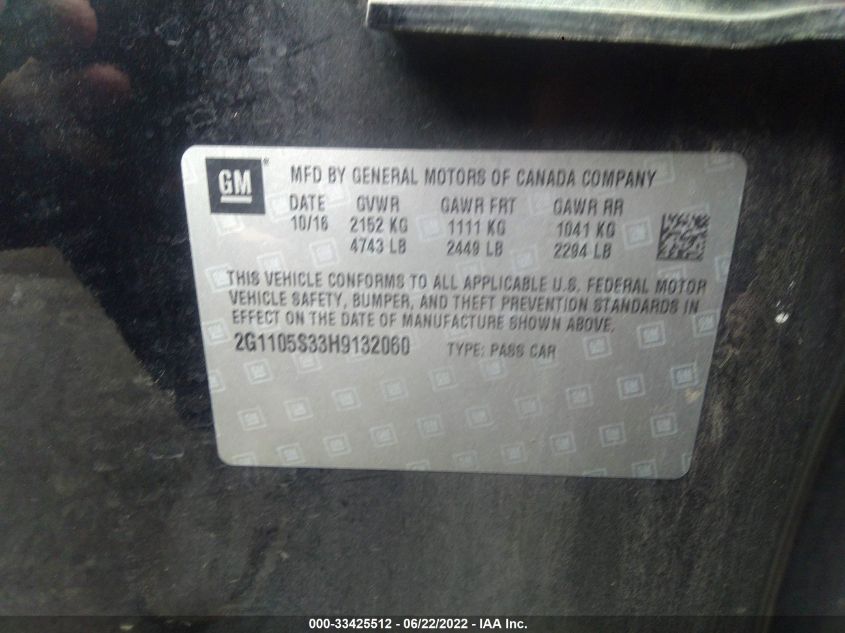 GM® MFD BY GENERAL MOTORS OF CANADA COMPANY
DATE GVWR GAWR FRT GAWR RR
10/16 2152 KG 1111 KG 1041 KG
4743 LB 2449 LB 2294 LB
THIS VEHICLE CONFORMS TO ALL APPLICABLE U.S. FEDERAL MOTOR
VEHICLE SAFETY, BUMPER, AND THEFT PREVENTION STANDARDS IN
EFFECT ON THE DATE OF MANUFACTURE SHOWN ABOVE.
2G1105S33H9132060 TYPE: PASS CAR
000-33425512 - 06/22/2022 - IAA Inc.